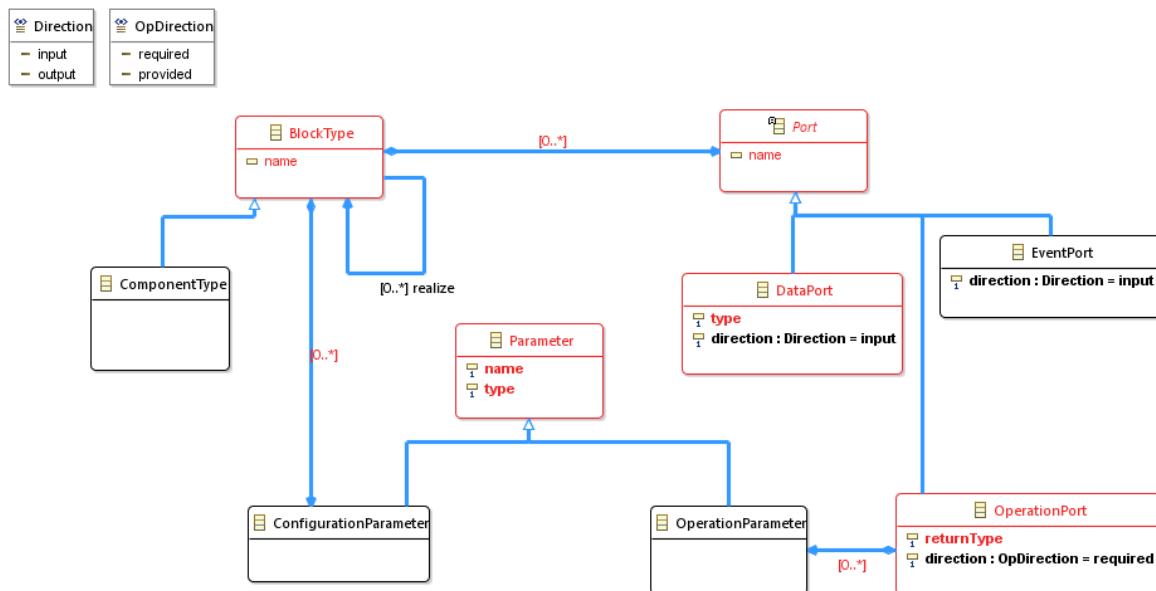 Direction
input
output
OpDirection
required
provided
BlockType
name
[0..*]
Port
name
ComponentType
[0..*] realize
[0..*]
EventPort
direction : Direction = input
DataPort
type
direction : Direction = input
Parameter
name
type
ConfigurationParameter
OperationParameter
[0..*]
OperationPort
returnType
direction : OpDirection = required